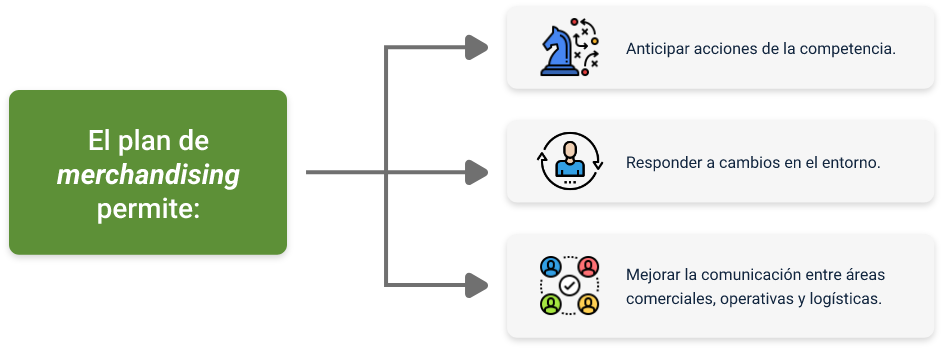 El plan de
merchandising
permite:
Anticipar acciones de la competencia.
Responder a cambios en el entorno.
Mejorar la comunicación entre áreas
comerciales, operativas y logísticas.